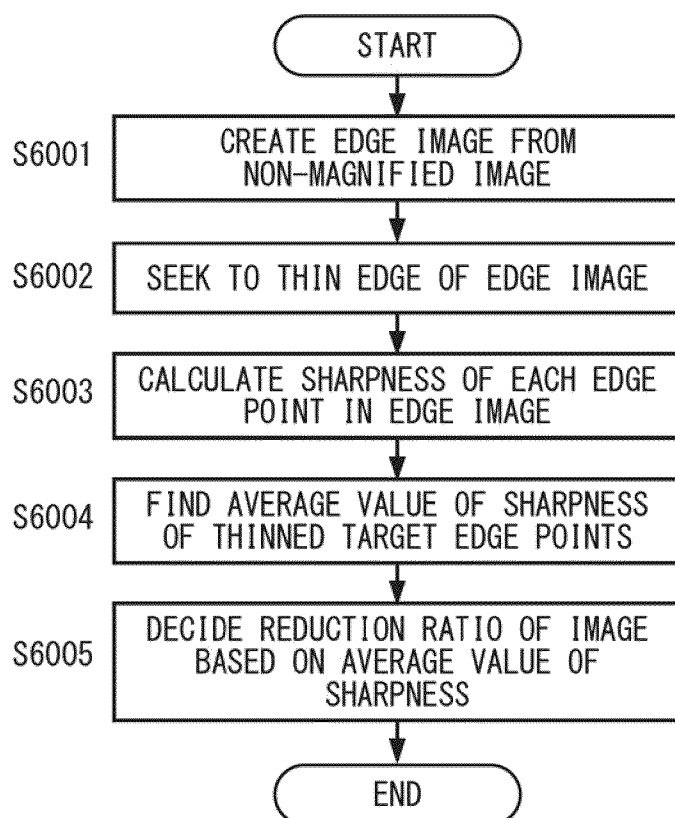 START
S6001
CREATE EDGE IMAGE FROM
NON-MAGNIFIED IMAGE
S6002
SEEK TO THIN EDGE OF EDGE IMAGE
S6003
CALCULATE SHARPNESS OF EACH EDGE
POINT IN EDGE IMAGE
S6004
FIND AVERAGE VALUE OF SHARPNESS
OF THINNED TARGET EDGE POINTS
S6005
DECIDE REDUCTION RATIO OF IMAGE
BASED ON AVERAGE VALUE OF
SHARPNESS
END